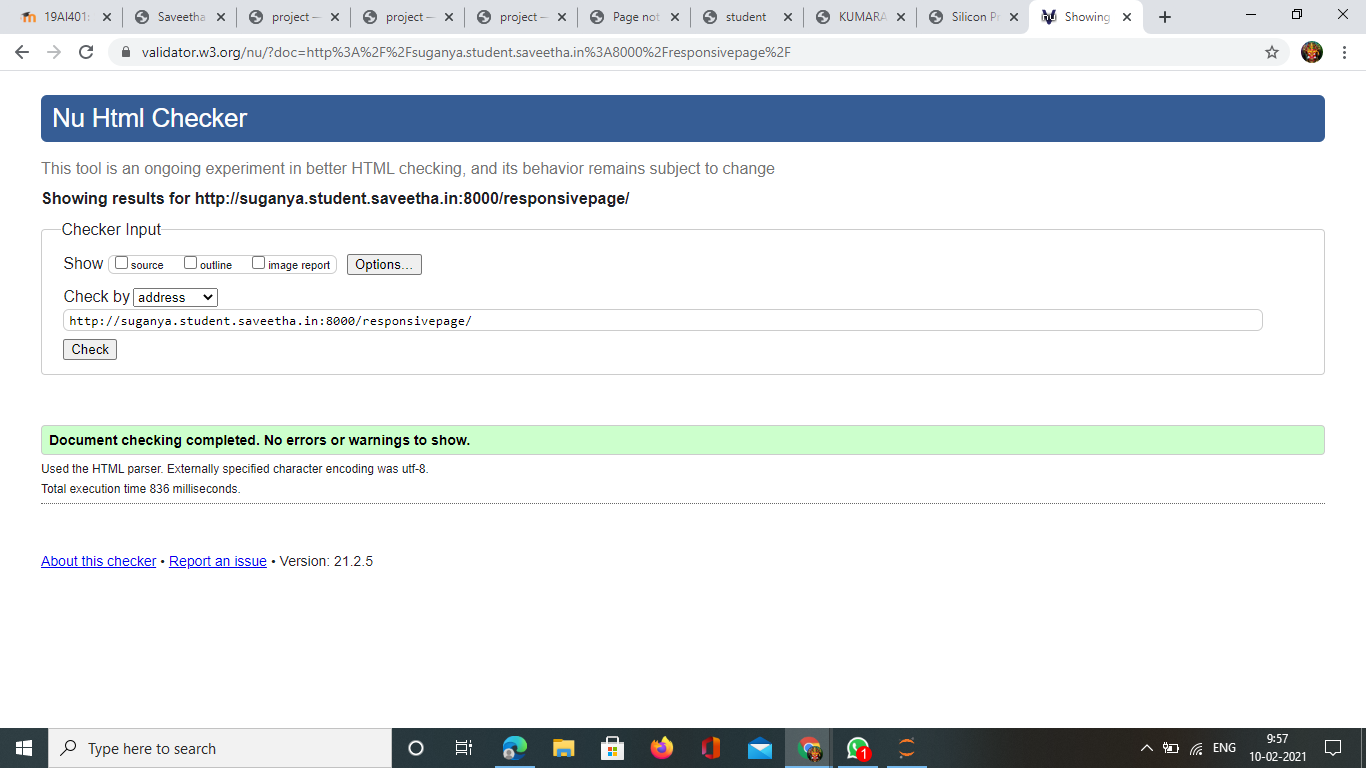 19AI401: Saveetha project — project — project — Page not student KUMARA Silicon Pr Showing
validator.w3.org/nu/?doc=http%3A%2F%2Fsuganya.student.saveetha.in%3A8000%2Fresponsivepage%2F
Nu Html Checker
This tool is an ongoing experiment in better HTML checking, and its behavior remains subject to change
Showing results for http://suganya.student.saveetha.in:8000/responsivepage/
Checker Input
Show source outline image report Options...
Check by address
http://suganya.student.saveetha.in:8000/responsivepage/
Check
Document checking completed. No errors or warnings to show.
Used the HTML parser. Externally specified character encoding was utf-8.
Total execution time 836 milliseconds.
About this checker • Report an issue • Version: 21.2.5
Type here to search
1
ENG
9:57
10-02-2021